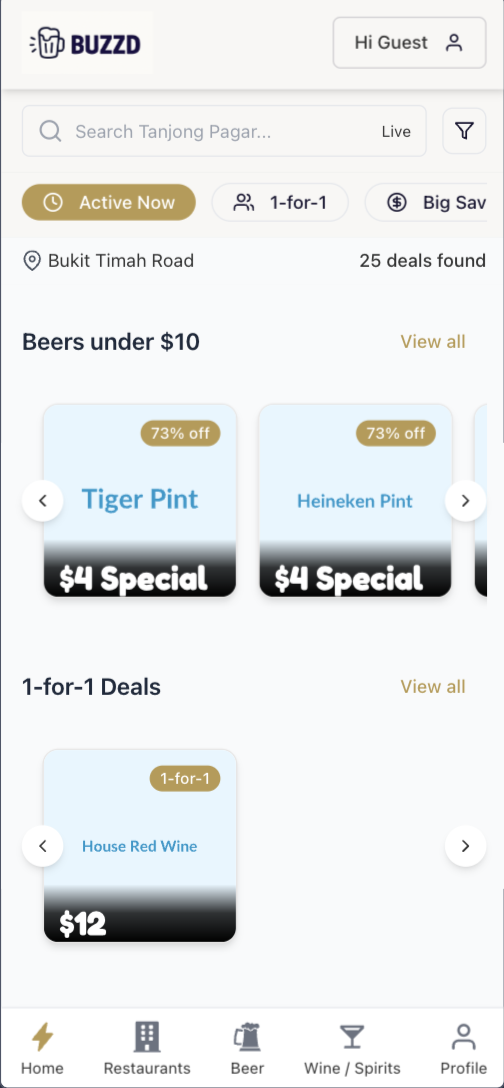 BUZZD
Hi Guest
Search Tanjong Pagar...
Live
Active Now
1-for-1
Big Sav
Bukit Timah Road
25 deals found
Beers under $10
View all
73% off
Tiger Pint
$4 Special
73% off
Heineken Pint
$4 Special
1-for-1 Deals
View all
1-for-1
House Red Wine
$12
Home
Restaurants
Beer
Wine / Spirits
Profile